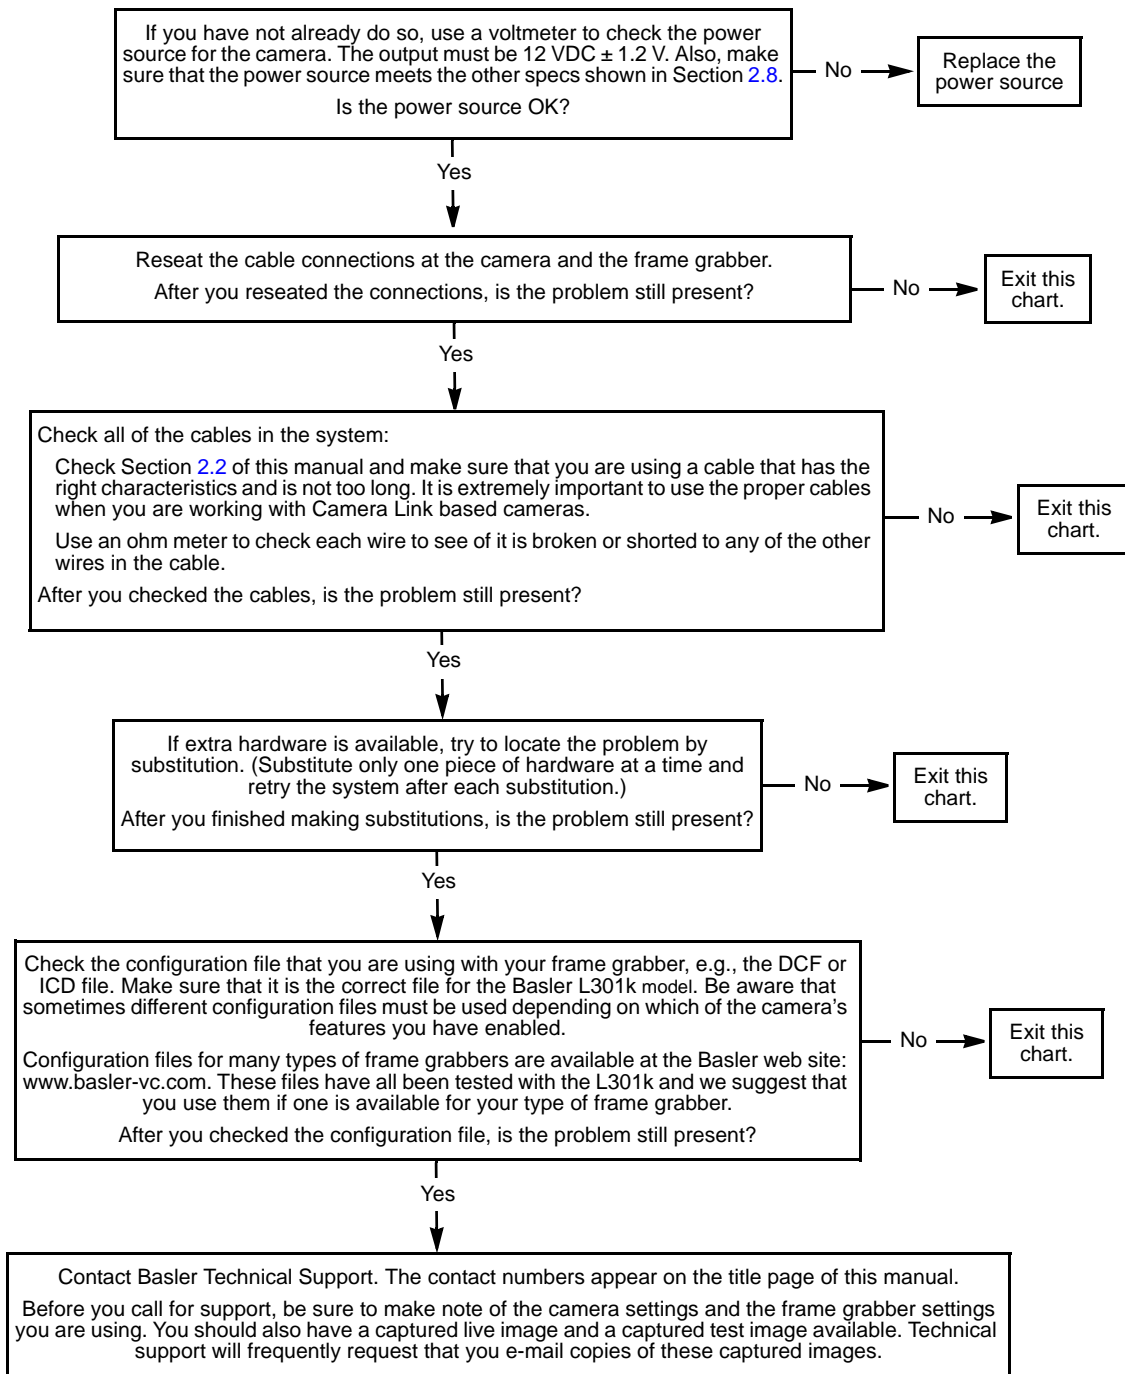 If you have not already do so, use a voltmeter to check the power
source for the camera. The output must be 12 VDC ± 1.2 V. Also, make
sure that the power source meets the other specs shown in Section 2.8.
Is the power source OK?
No
Replace the
power source
Yes
Reseat the cable connections at the camera and the frame grabber.
After you reseated the connections, is the problem still present?
No
Exit this
chart.
Yes
Check all of the cables in the system:
Check Section 2.2 of this manual and make sure that you are using a cable that has the
right characteristics and is not too long. It is extremely important to use the proper cables
when you are working with Camera Link based cameras.
Use an ohm meter to check each wire to see of it is broken or shorted to any of the other
wires in the cable.
After you checked the cables, is the problem still present?
No
Exit this
chart.
Yes
If extra hardware is available, try to locate the problem by
substitution. (Substitute only one piece of hardware at a time and
retry the system after each substitution.)
After you finished making substitutions, is the problem still present?
No
Exit this
chart.
Yes
Check the configuration file that you are using with your frame grabber, e.g., the DCF or
ICD file. Make sure that it is the correct file for the Basler L301k model. Be aware that
sometimes different configuration files must be used depending on which of the camera's
features you have enabled.
Configuration files for many types of frame grabbers are available at the Basler web site:
www.basler-vc.com. These files have all been tested with the L301k and we suggest that
you use them if one is available for your type of frame grabber.
After you checked the configuration file, is the problem still present?
No
Exit this
chart.
Yes
Contact Basler Technical Support. The contact numbers appear on the title page of this manual.
Before you call for support, be sure to make note of the camera settings and the frame grabber settings
you are using. You should also have a captured live image and a captured test image available. Technical
support will frequently request that you e-mail copies of these captured images.